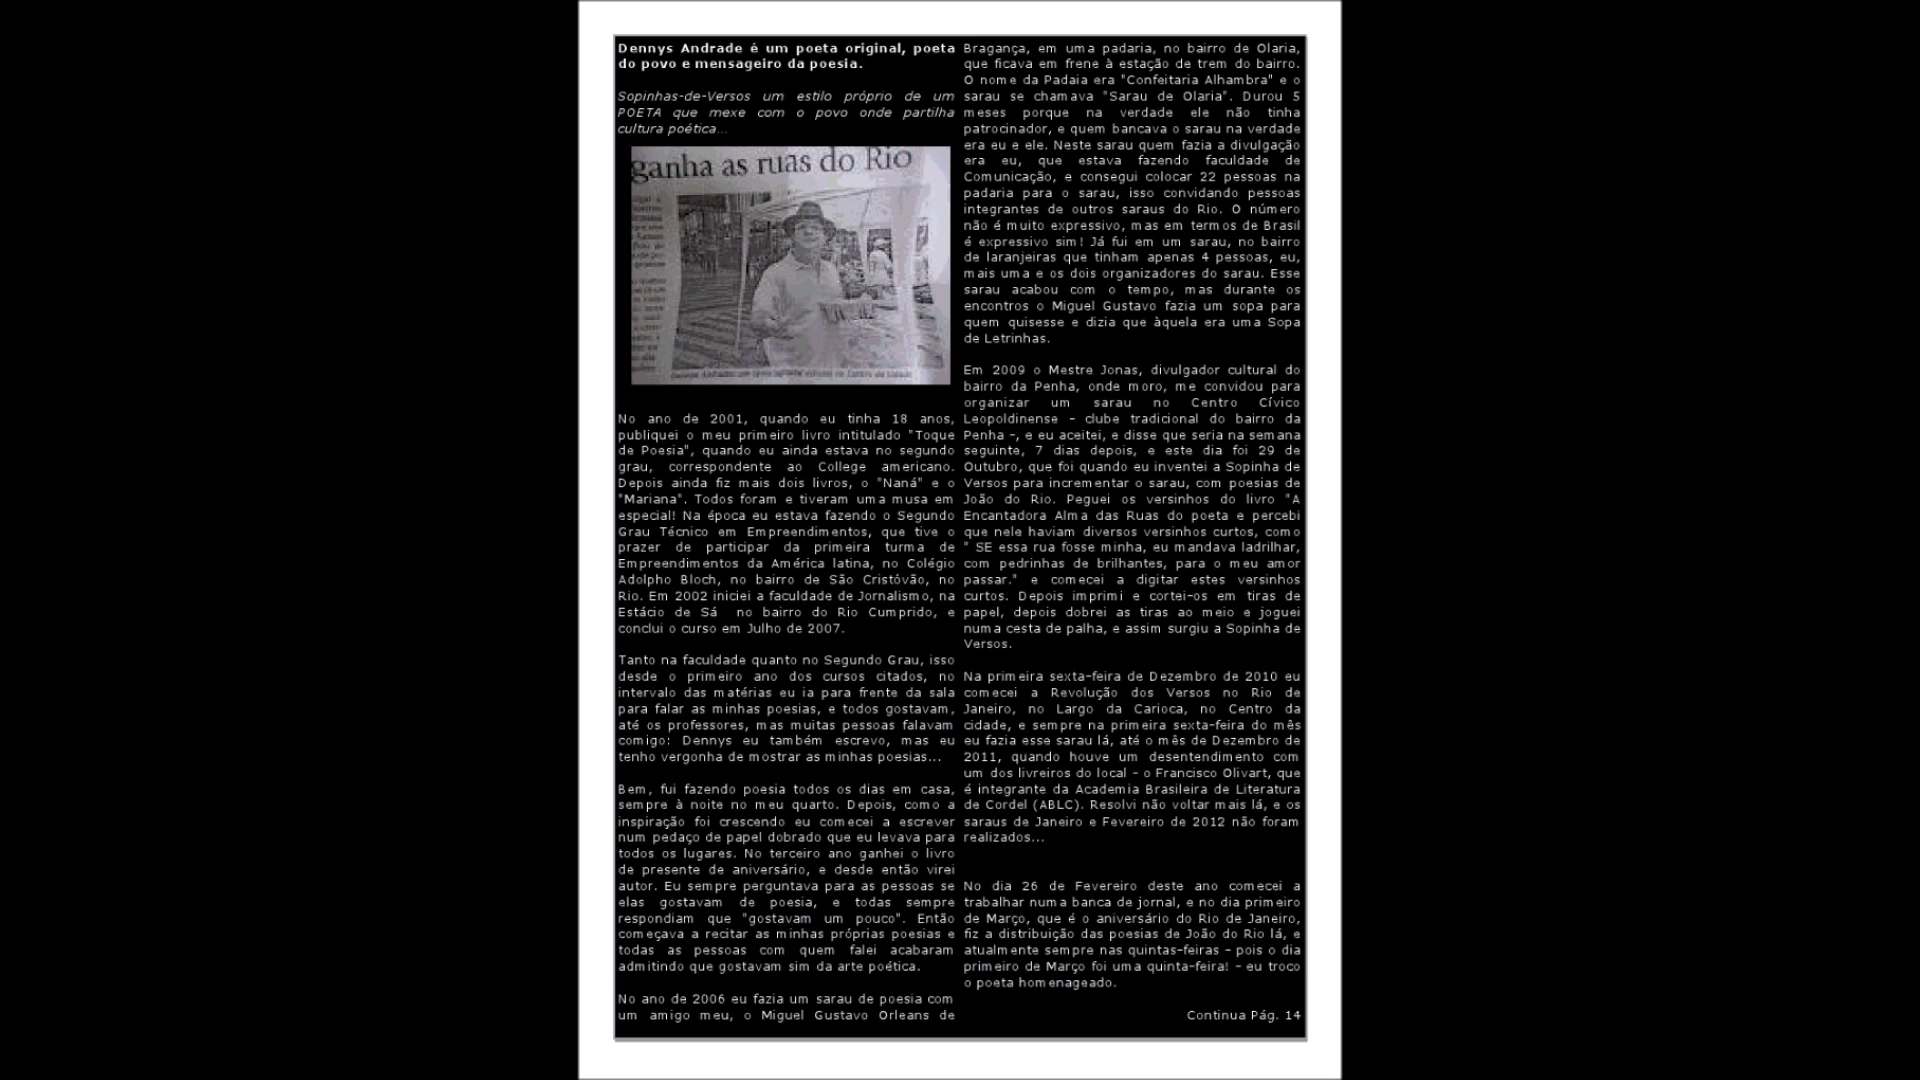 Dennys Andrade é um poeta original, poeta
do povo e mensageiro da poesia.
Sopinhas-de-Versos um estilo próprio de um
POETA que mexe com o povo onde partilha
cultura poética...
ganha as ruas do Rio
No ano de 2001, quando eu tinha 18 anos,
publiquei o meu primeiro livro intitulado "Toque
de Poesia", quando eu ainda estava no segundo
grau, correspondente ao College americano.
Depois ainda fiz mais dois livros, o "Naná" e o
"Mariana". Todos foram e tiveram uma musa em
especial! Na época eu estava fazendo o Segundo
Grau Técnico em Empreendimentos, que tive o
prazer de participar da primeira turma de
Empreendimentos da América latina, no Colégio
Adolpho Bloch, no bairro de São Cristóvão, no
Rio. Em 2002 iniciei a faculdade de Jornalismo, na
Estácio de Sá no bairro do Rio Cumprido, e
conclui o curso em Julho de 2007.
Tanto na faculdade quanto no Segundo Grau, isso
desde o primeiro ano dos cursos citados, no
intervalo das matérias eu ia para frente da sala
para falar as minhas poesias, e todos gostavam,
até os professores, mas muitas pessoas falavam
comigo: Dennys eu também escrevo, mas eu
tenho vergonha de mostrar as minhas poesias...
Bem, fui fazendo poesia todos os dias em casa,
sempre à noite no meu quarto. Depois, como a
inspiração foi crescendo eu comecei a escrever
num pedaço de papel dobrado que eu levava para
todos os lugares. No terceiro ano ganhei o livro
de presente de aniversário, e desde então virei
autor. Eu sempre perguntava para as pessoas se
elas gostavam de poesia, e todas sempre
respondiam que "gostavam um pouco". Então
começava a recitar as minhas próprias poesias e
todas as pessoas com quem falei acabaram
admitindo que gostavam sim da arte poética.
No ano de 2006 eu fazia um sarau de poesia com
um amigo meu, o Miguel Gustavo Orleans de
Bragança, em uma padaria, no bairro de Olaria,
que ficava em frene à estação de trem do bairro.
O nome da Padaia era "Confeitaria Alhambra" e o
sarau se chamava "Sarau de Olaria". Durou 5
meses porque na verdade ele não tinha
patrocinador, e quem bancava o sarau na verdade
era eu e ele. Neste sarau quem fazia a divulgação
era eu, que estava fazendo faculdade de
Comunicação, e consegui colocar 22 pessoas na
padaria para o sarau, isso convidando pessoas
integrantes de outros saraus do Rio. O número
não é muito expressivo, mas em termos de Brasil
é expressivo sim! Já fui em um sarau, no bairro
de laranjeiras que tinham apenas 4 pessoas, eu,
mais uma e os dois organizadores do sarau. Esse
sarau acabou com o tempo, mas durante os
encontros o Miguel Gustavo fazia um sopa para
quem quisesse e dizia que àquela era uma Sopa
de Letrinhas.
Em 2009 o Mestre Jonas, divulgador cultural do
bairro da Penha, onde moro, me convidou para
organizar um sarau no Centro Cívico
Leopoldinense - clube tradicional do bairro da
Penha -, e eu aceitei, e disse que seria na semana
seguinte, 7 dias depois, e este dia foi 29 de
Outubro, que foi quando eu inventei a Sopinha de
Versos para incrementar o sarau, com poesias de
João do Rio. Peguei os versinhos do livro "A
Encantadora Alma das Ruas do poeta e percebi
que nele haviam diversos versinhos curtos, como
" SE essa rua fosse minha, eu mandava ladrilhar,
com pedrinhas de brilhantes, para o meu amor
passar." e comecei a digitar estes versinhos
curtos. Depois imprimi e cortei-os em tiras de
papel, depois dobrei as tiras ao meio e joguei
numa cesta de palha, e assim surgiu a Sopinha de
Versos.
Na primeira sexta-feira de Dezembro de 2010 eu
comecei a Revolução dos Versos no Rio de
Janeiro, no Largo da Carioca, no Centro da
cidade, e sempre na primeira sexta-feira do mês
eu fazia esse sarau lá, até o mês de Dezembro de
2011, quando houve um desentendimento com
um dos livreiros do local - o Francisco Olivart, que
é integrante da Academia Brasileira de Literatura
de Cordel (ABLC). Resolvi não voltar mais lá, e os
saraus de Janeiro e Fevereiro de 2012 não foram
realizados...
No dia 26 de Fevereiro deste ano comecei a
trabalhar numa banca de jornal, e no dia primeiro
de Março, que é o aniversário do Rio de Janeiro,
fiz a distribuição das poesias de João do Rio lá, e
atualmente sempre nas quintas-feiras - pois o dia
primeiro de Março foi uma quinta-feira! - eu troco
o poeta homenageado.
Continua Pág. 14